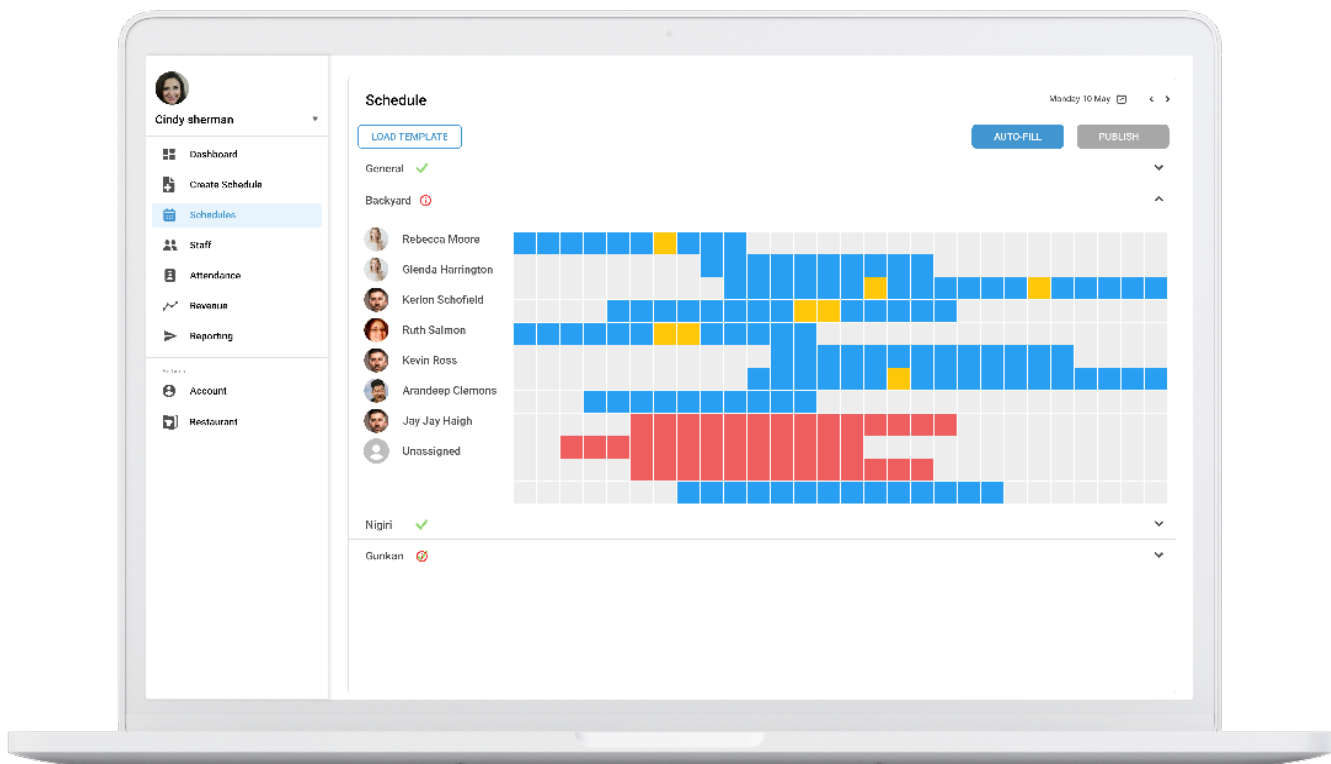 Cindy sherman
Dashboard
Create Schedule
Schedules
Staff
Attendance
Revenue
Reporting
Account
Restaurant
Schedule
Monday 10 May
LOAD TEMPLATE
AUTO-FILL
PUBLISH
General
Backyard
Rebecca Moore
Glenda Harrington
Kerlon Schofield
Ruth Salmon
Kevin Ross
Arandeep Clemons
Jay Jay Haigh
Unassigned
Nigiri
Gunkan